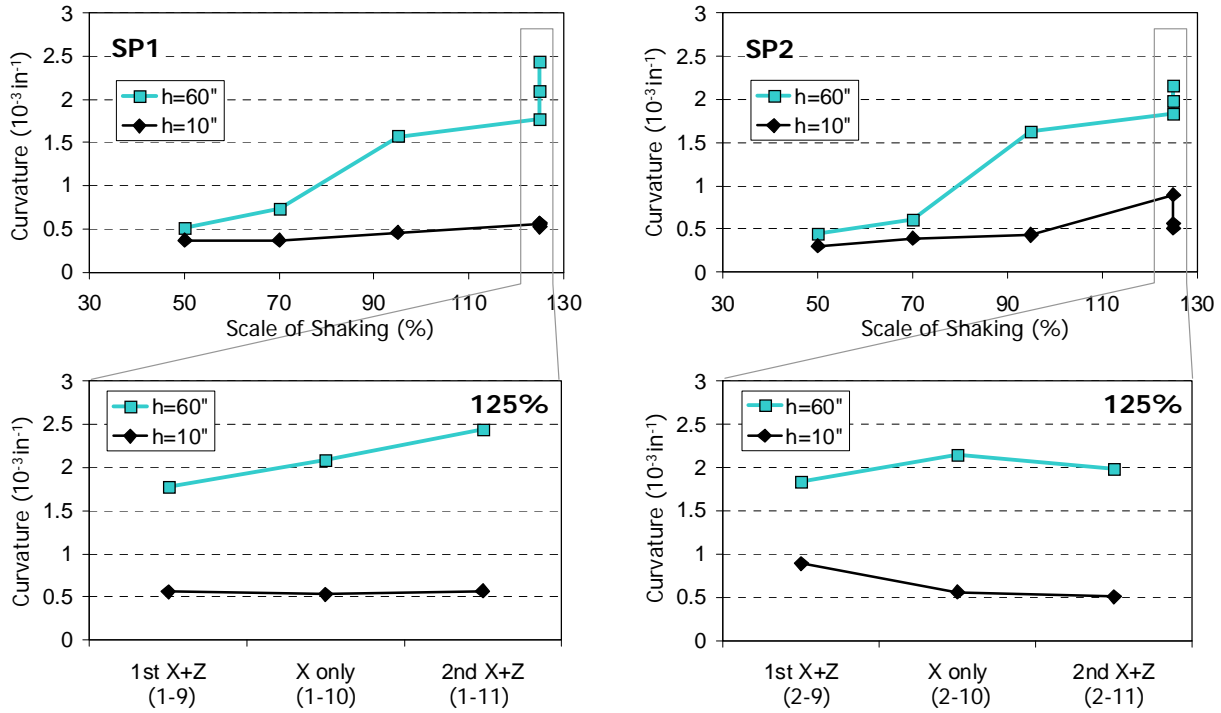 SP1
h=60"
h=10"
Curvature (10⁻³in⁻¹)
3
2.5
2
1.5
1
0.5
0
30
50
70
90
110
130
Scale of Shaking (%)
SP2
h=60"
h=10"
Curvature (10⁻³in⁻¹)
3
2.5
2
1.5
1
0.5
0
30
50
70
90
110
130
Scale of Shaking (%)
125%
h=60"
h=10"
Curvature (10⁻³in⁻¹)
3
2.5
2
1.5
1
0.5
0
1st X+Z
(1-9)
X only
(1-10)
2nd X+Z
(1-11)
125%
h=60"
h=10"
Curvature (10⁻³in⁻¹)
3
2.5
2
1.5
1
0.5
0
1st X+Z
(2-9)
X only
(2-10)
2nd X+Z
(2-11)